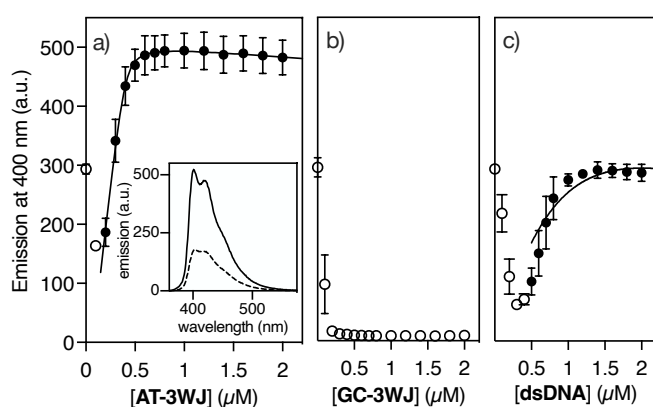 a)
b)
c)
Emission at 400 nm (a.u.)
500
400
300
200
100
0
emission (a.u.)
500
250
0
400 500
wavelength (nm)
0 0.5 1 1.5 2
0.5 1 1.5 2
0.5 1 1.5 2
[AT-3WJ] (µM)
[GC-3WJ] (µM)
[dsDNA] (µM)